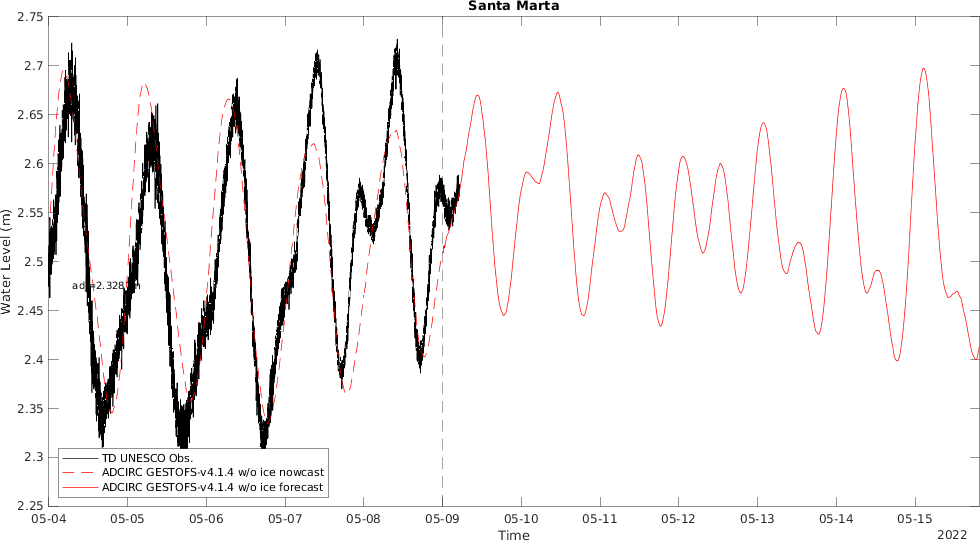 Santa Marta
2.75
2.7
2.65
2.6
2.55
2.5
2.45
2.4
2.35
2.3
2.25
Water Level (m)
TD UNESCO Obs.
ADCIRC GESTOFS-v4.1.4 w/o ice nowcast
ADCIRC GESTOFS-v4.1.4 w/o ice forecast
05-04 05-05 05-06 05-07 05-08 05-09 05-10 05-11 05-12 05-13 05-14 05-15
Time
2022